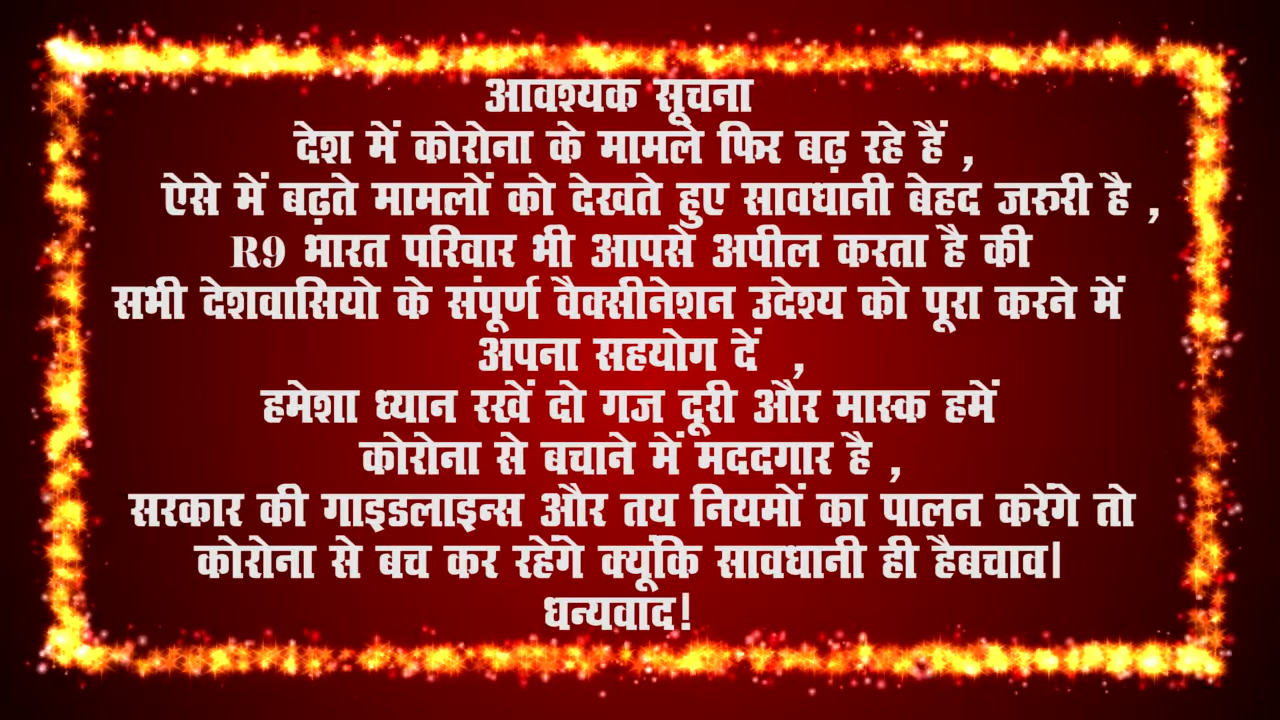 आवश्यक सूचना
देश में कोरोना के मामले फिर बढ़ रहे हैं ,
ऐसे में बढ़ते मामलों को देखते हुए सावधानी बेहद जरुरी है ,
R9 भारत परिवार भी आपसे अपील करता है की
सभी देशवासियो के संपूर्ण वैक्सीनेशन उदेश्य को पूरा करने में
अपना सहयोग दें ,
हमेशा ध्यान रखें दो गज दूरी और मास्क हमें
कोरोना से बचाने में मददगार है ,
सरकार की गाइडलाइन्स और तय नियमों का पालन करेंगे तो
कोरोना से बच कर रहेंगे क्यूंकि सावधानी ही हैबचाव|
धन्यवाद!